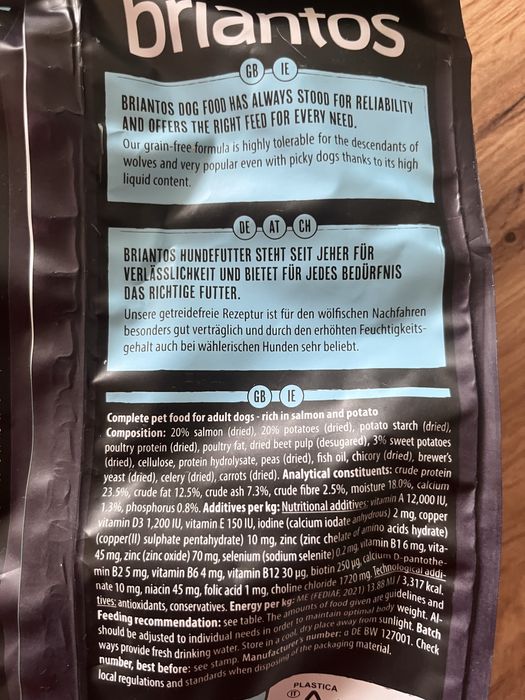 briantos
GB IE
BRIANTOS DOG FOOD HAS ALWAYS STOOD FOR RELIABILITY
AND OFFERS THE RIGHT FEED FOR EVERY NEED.
Our grain-free formula is highly tolerable for the descendants of
wolves and very popular even with picky dogs thanks to its high
liquid content.
DE AT CH
BRIANTOS HUNDEFUTTER STEHT SEIT JEHER FÜR
VERLÄSSLICHKEIT UND BIETET FÜR JEDES BEDÜRFNIS
DAS RICHTIGE FUTTER.
Unsere getreidefreie Rezeptur ist für den wölfischen Nachfahren
besonders gut verträglich und durch den erhöhten Feuchtigkeits-
gehalt auch bei wählerischen Hunden sehr beliebt.
GB IE
Complete pet food for adult dogs - rich in salmon and potato
Composition: 20% salmon (dried), 20% potatoes (dried), potato starch (dried),
poultry protein (dried), poultry fat, dried beet pulp (desugared), 3% sweet potatoes
(dried), cellulose, protein hydrolysate, peas (dried), fish oil, chicory (dried), brewer's
yeast (dried), celery (dried), carrots (dried). Analytical constituents: crude protein
23.5%, crude fat 12.5%, crude ash 7.3%, crude fibre 2.5%, moisture 18.0%, calcium
1.3%, phosphorus 0.8%. Additives per kg: Nutritional additives: vitamin A 12,000 IU,
vitamin D3 1,200 IU, vitamin E 150 IU, iodine (calcium iodate anhydrous) 2 mg, copper
(copper(II) sulphate pentahydrate) 10 mg, zinc (zinc chelate of amino acids hydrate)
45 mg, zinc (zinc oxide) 70 mg, selenium (sodium selenite) 0.2 mg, vitamin B1 6 mg, vita-
min B2 5 mg, vitamin B6 4 mg, vitamin B12 30 µg, biotin 250 µg, calcium D-pantothe-
nate 10 mg, niacin 45 mg, folic acid 1 mg, choline chloride 1720 mg. Technological addi-
tives: antioxidants, conservatives. Energy per kg: ME (FEDIAF, 2021) 13.88 MJ / 3,317 kcal.
Feeding recommendation: see table. The amounts of food given are guidelines and
should be adjusted to individual needs in order to maintain optimal body weight. Al-
ways provide fresh drinking water. Store in a cool, dry place away from sunlight. Batch
number, best before: see stamp. Manufacturer's number: α DE BW 127001. Check
local regulations and standards when disposing of the packaging material.
PLASTICA